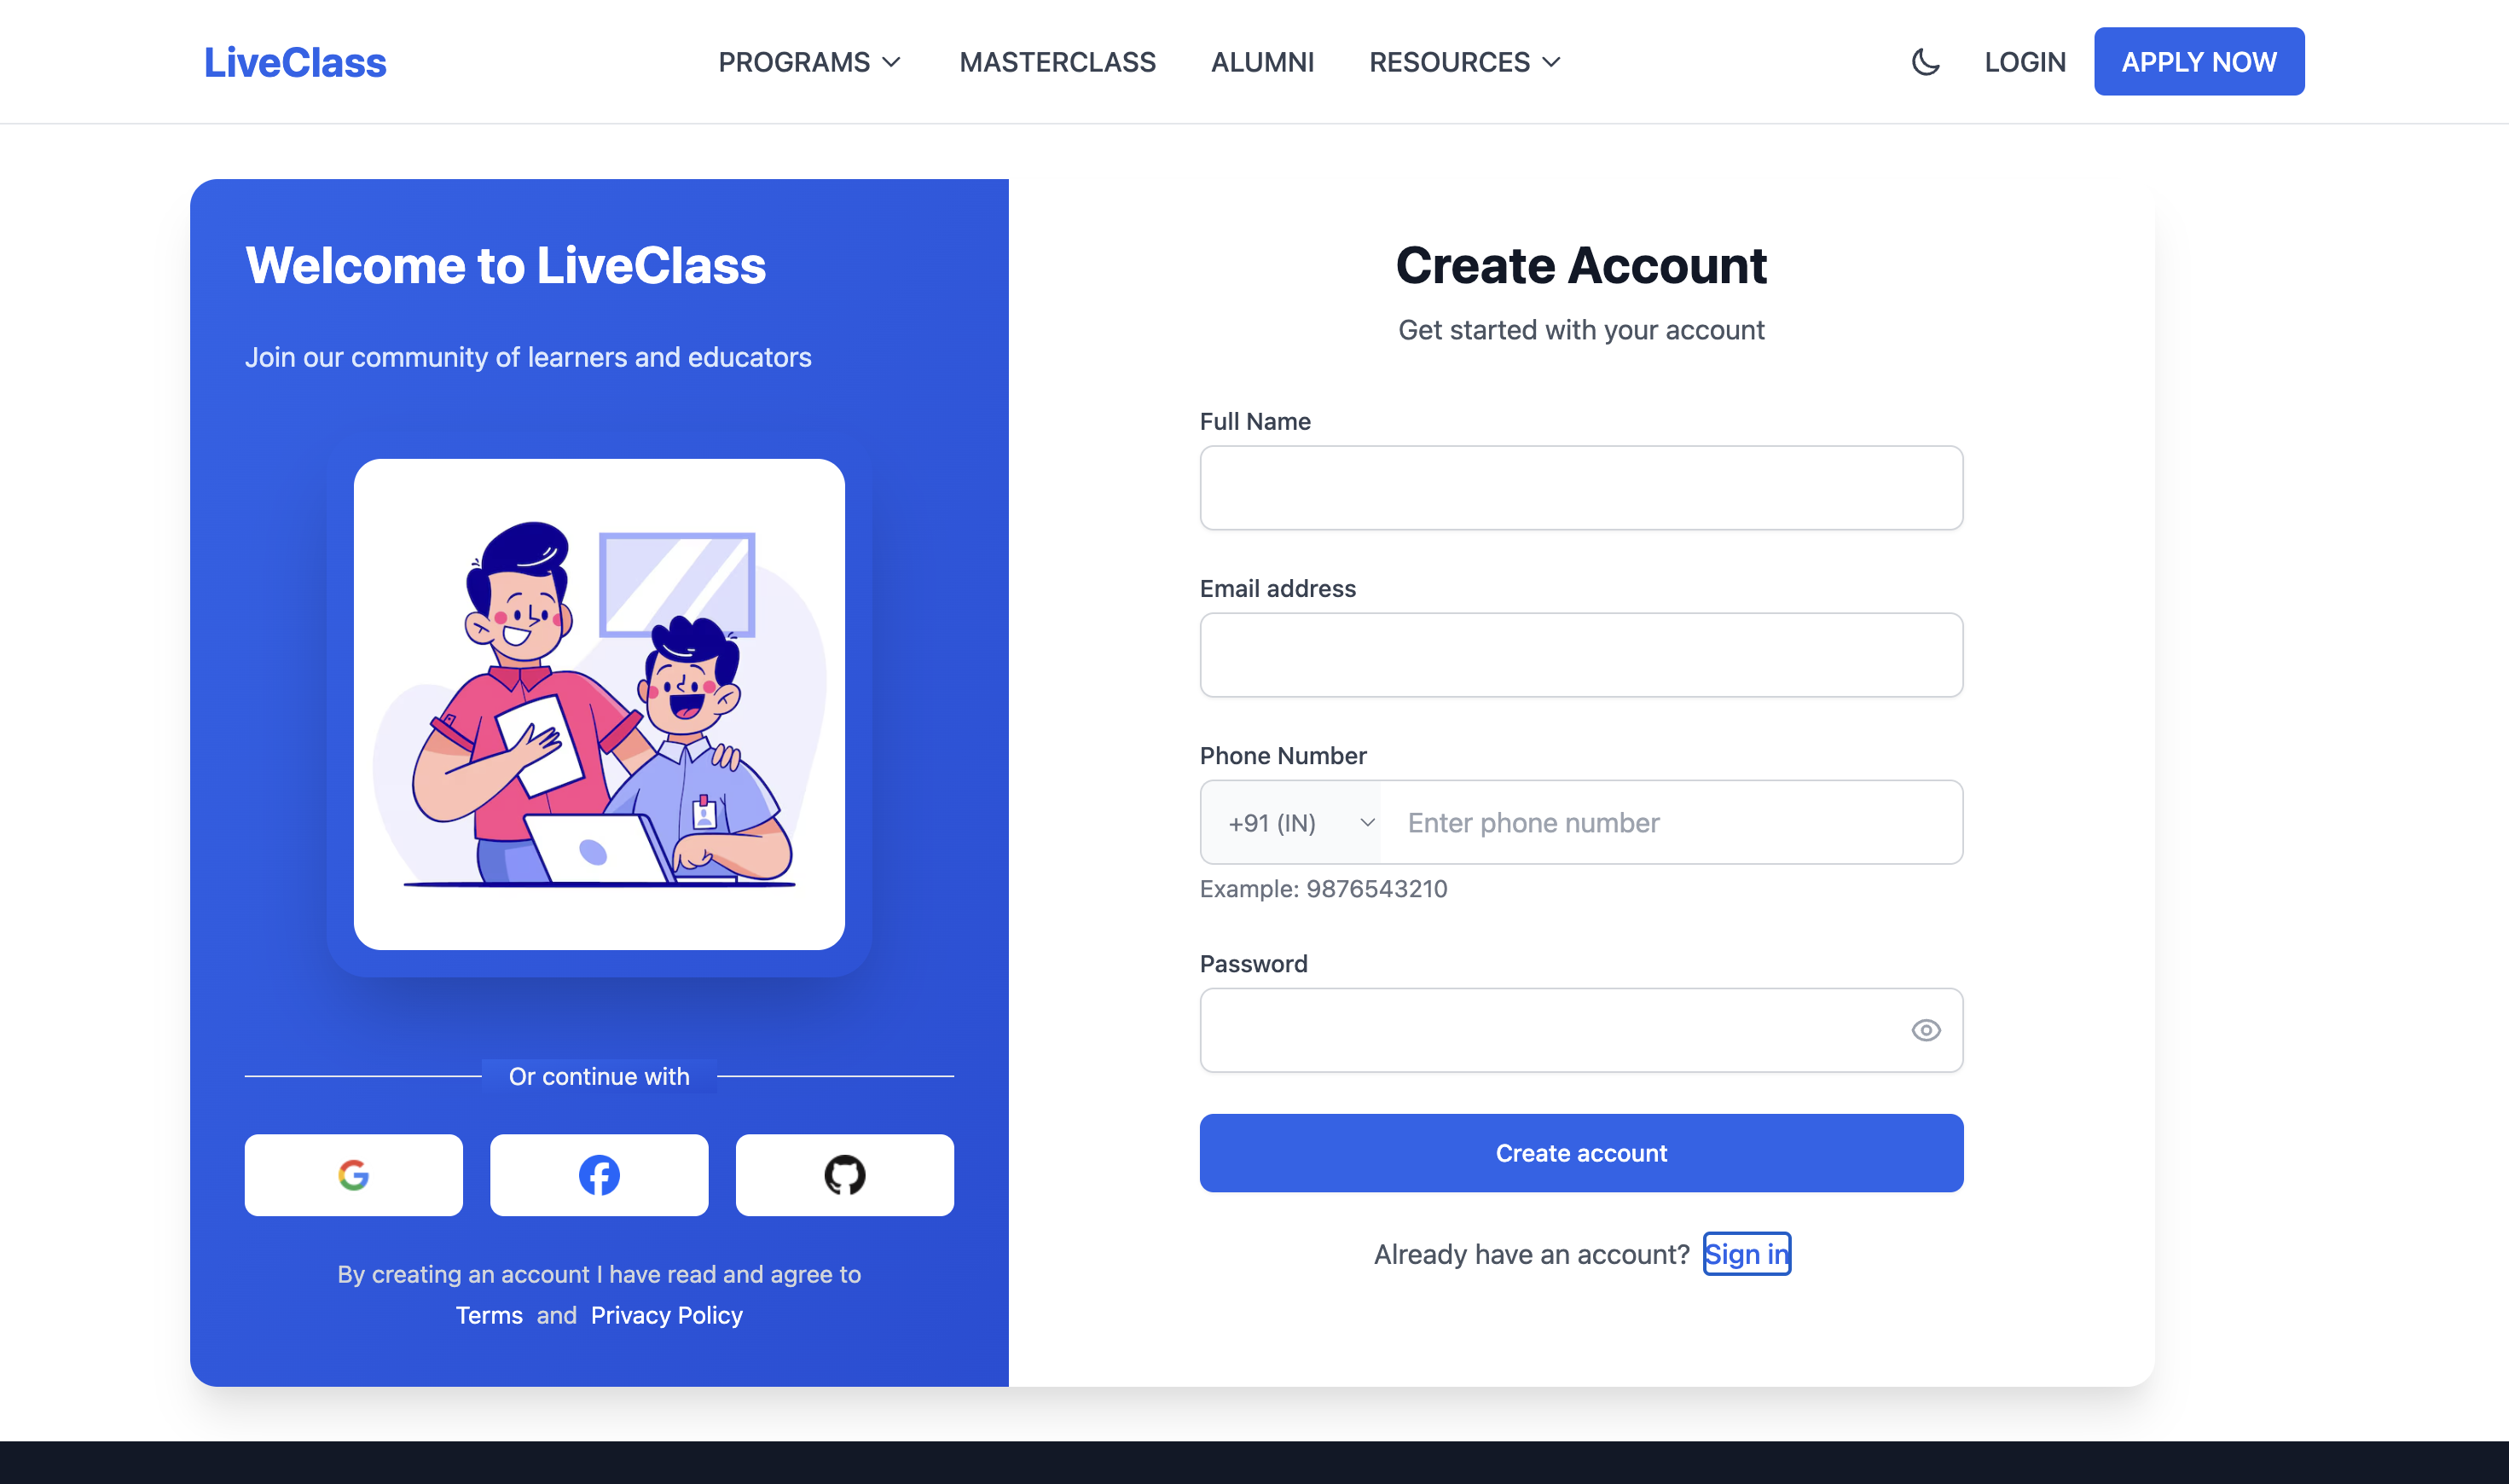 LiveClass
PROGRAMS
MASTERCLASS
ALUMNI
RESOURCES
LOGIN
APPLY NOW
Welcome to LiveClass
Join our community of learners and educators
Or continue with
By creating an account I have read and agree to
Terms and Privacy Policy
Create Account
Get started with your account
Full Name
Email address
Phone Number
+91 (IN)
Enter phone number
Example: 9876543210
Password
Create account
Already have an account? Sign in